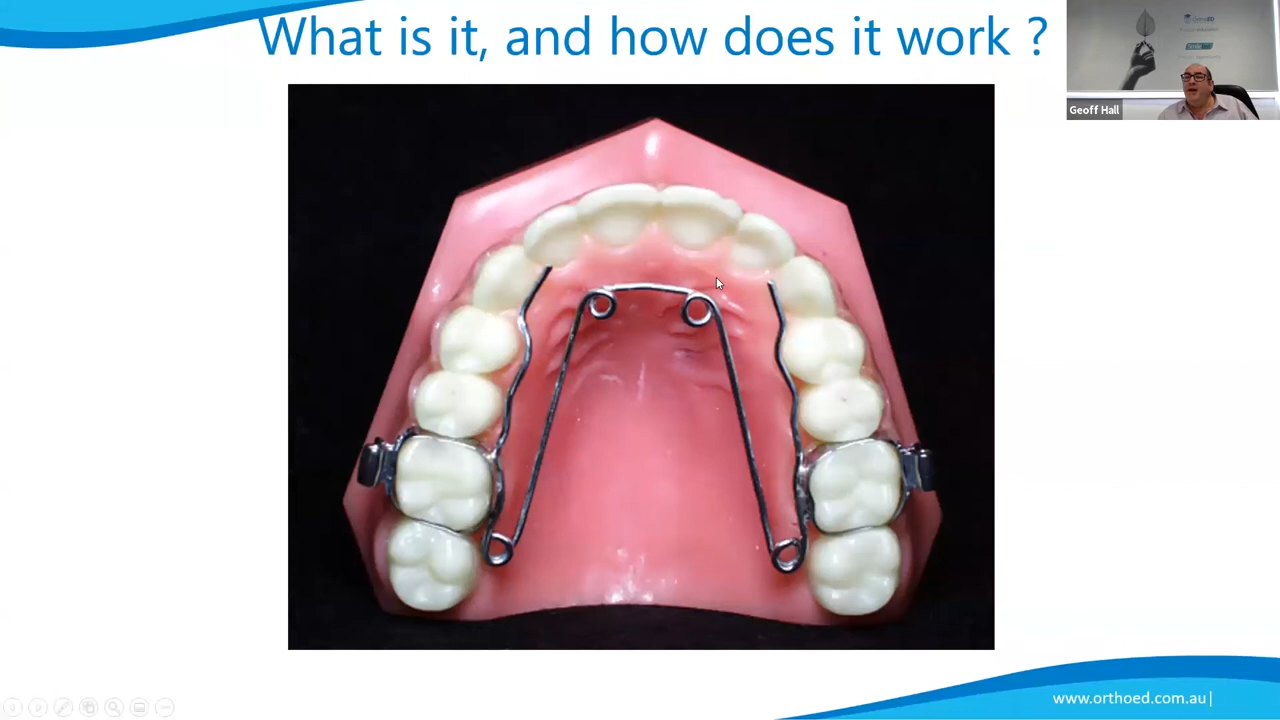 What is it, and how does it work ?
Geoff Hall
www.orthoed.com.au|